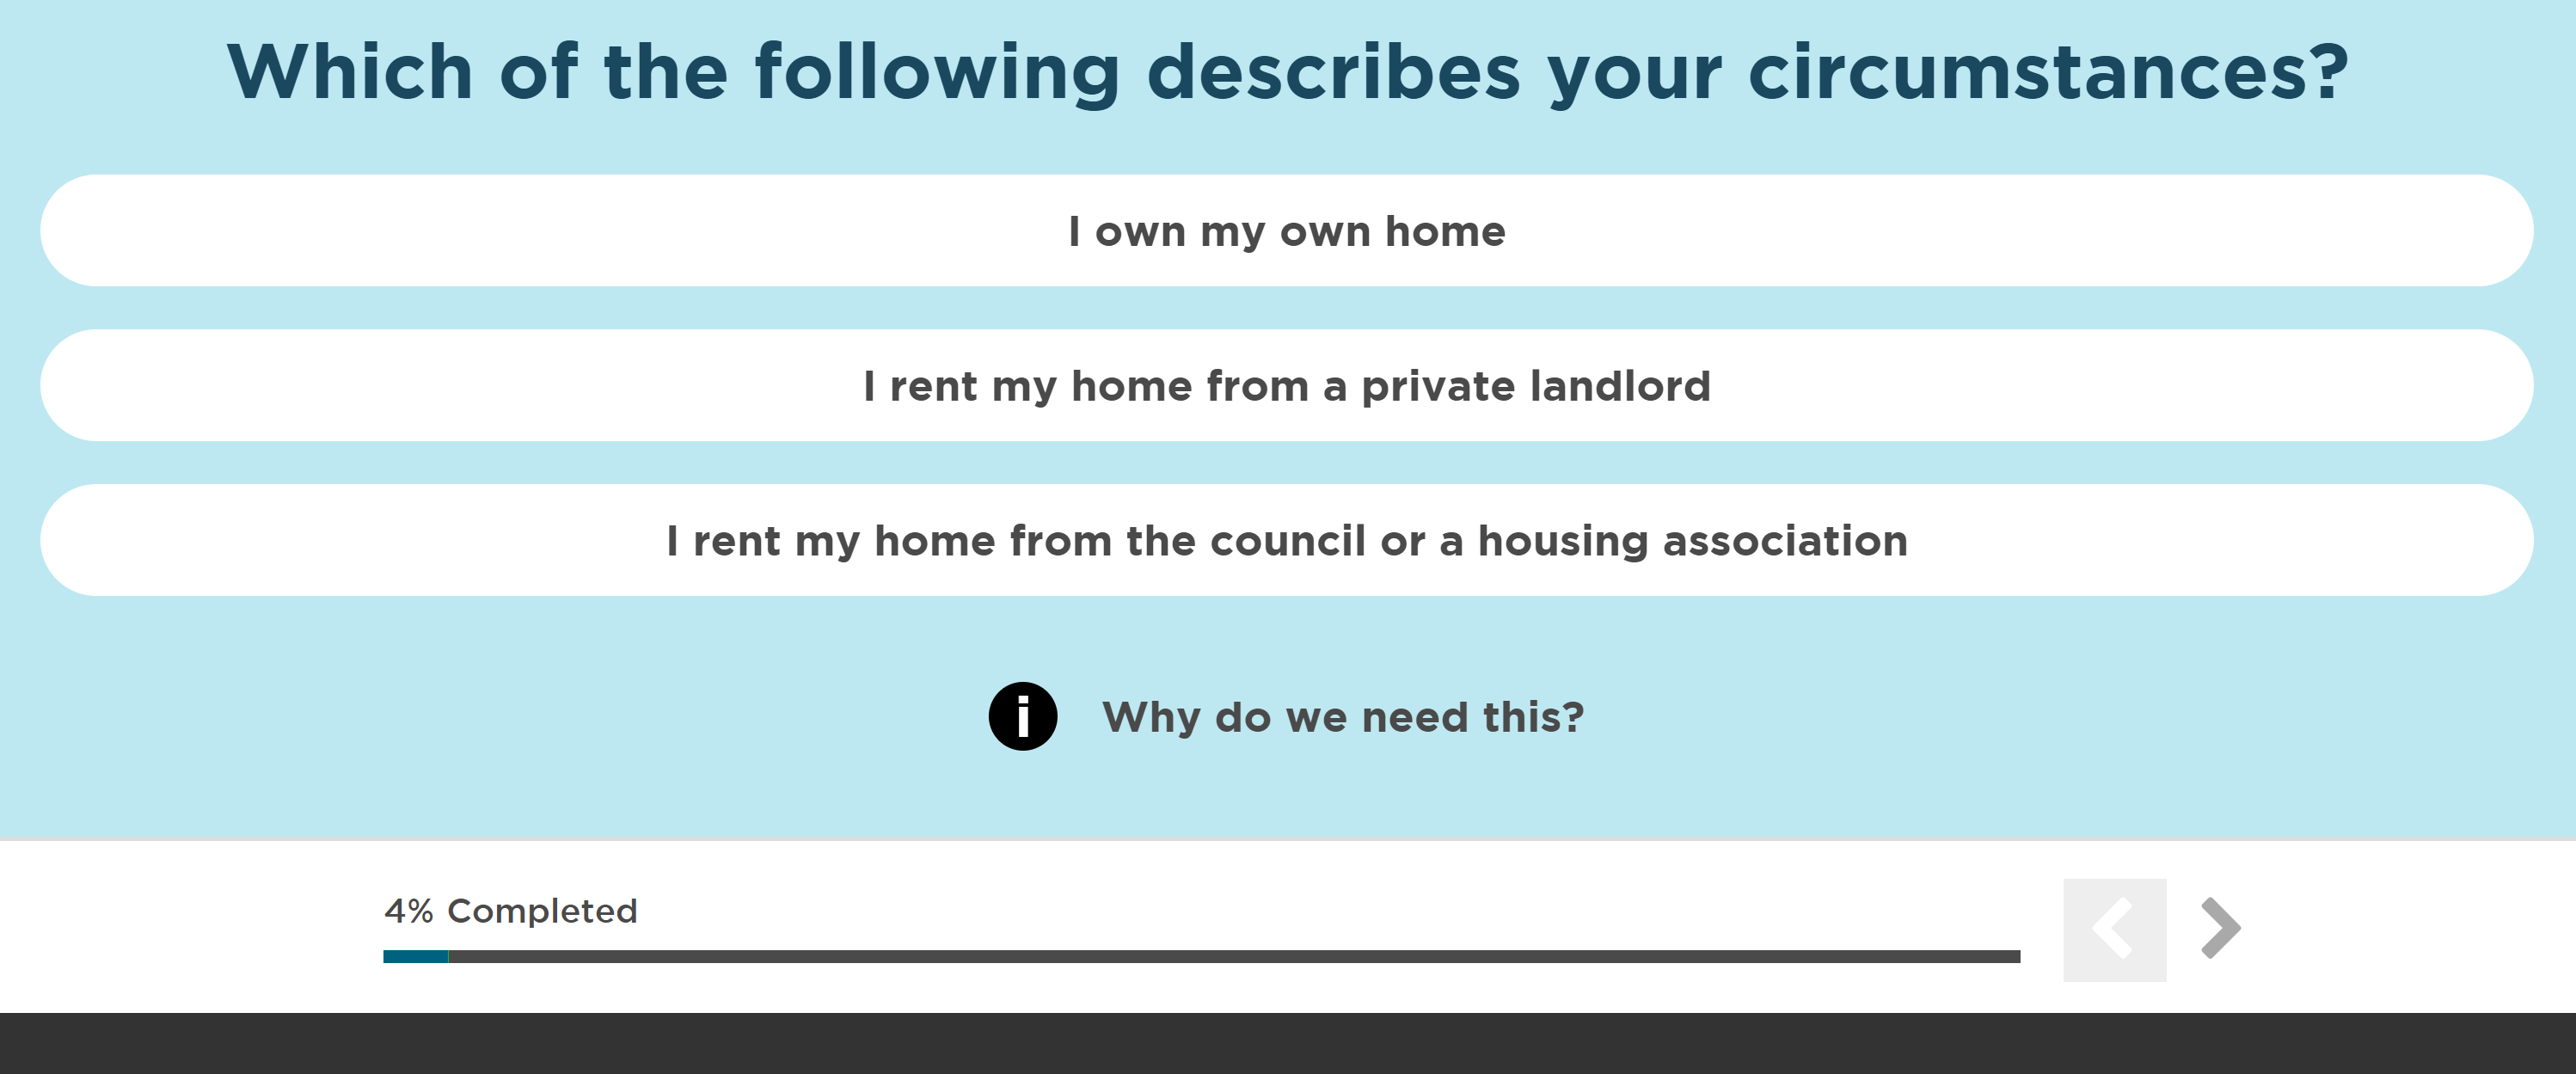 Which of the following describes your circumstances?
I own my own home
I rent my home from a private landlord
I rent my home from the council or a housing association
i Why do we need this?
4% Completed